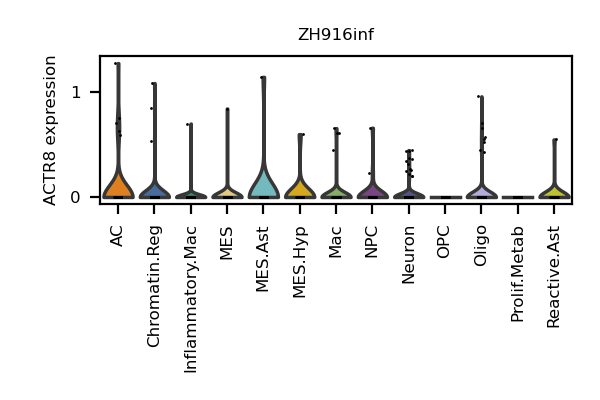 ZH916inf
ACTR8 expression
1
0
AC
Chromatin.Reg
Inflammatory.Mac
MES
MES.Ast
MES.Hyp
Mac
NPC
Neuron
OPC
Oligo
Prolif.Metab
Reactive.Ast